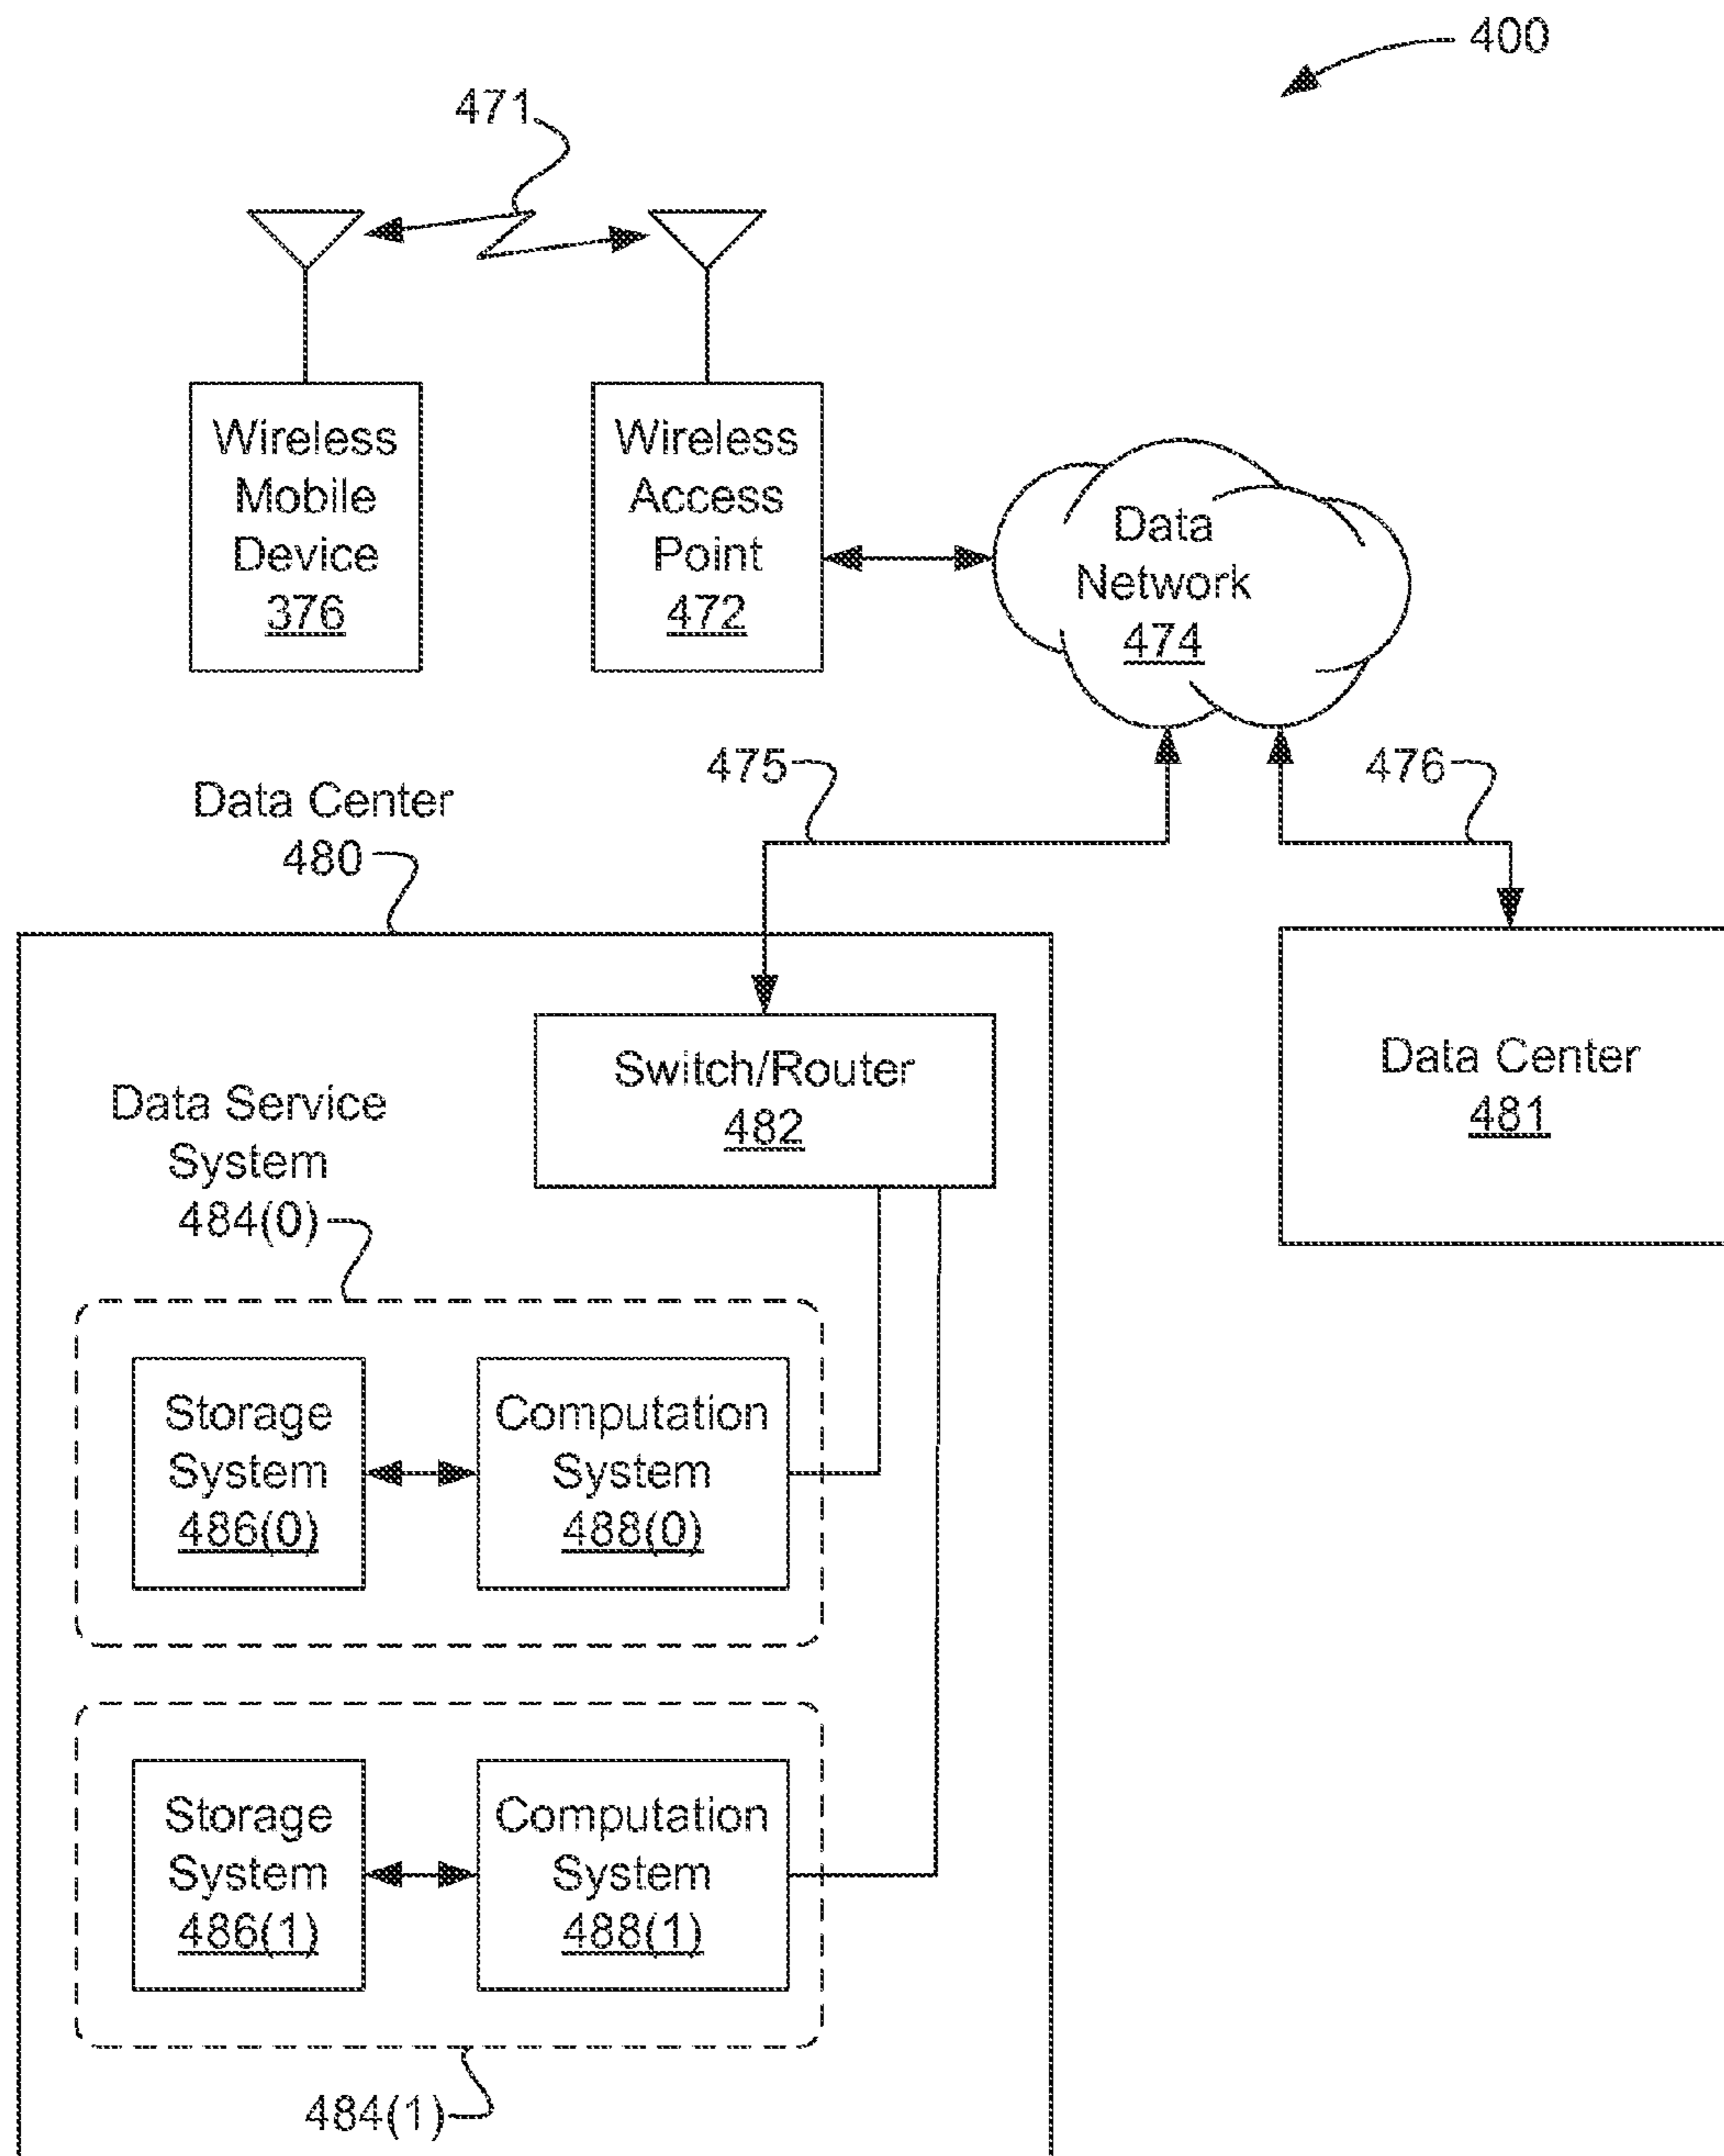 400
471
Wireless
Mobile
Device
376
Wireless
Access
Point
472
Data
Network
474
475
476
Data Center
480
Switch/Router
482
Data Center
481
Data Service
System
484(0)
Storage
System
486(0)
Computation
System
488(0)
Storage
System
486(1)
Computation
System
488(1)
484(1)